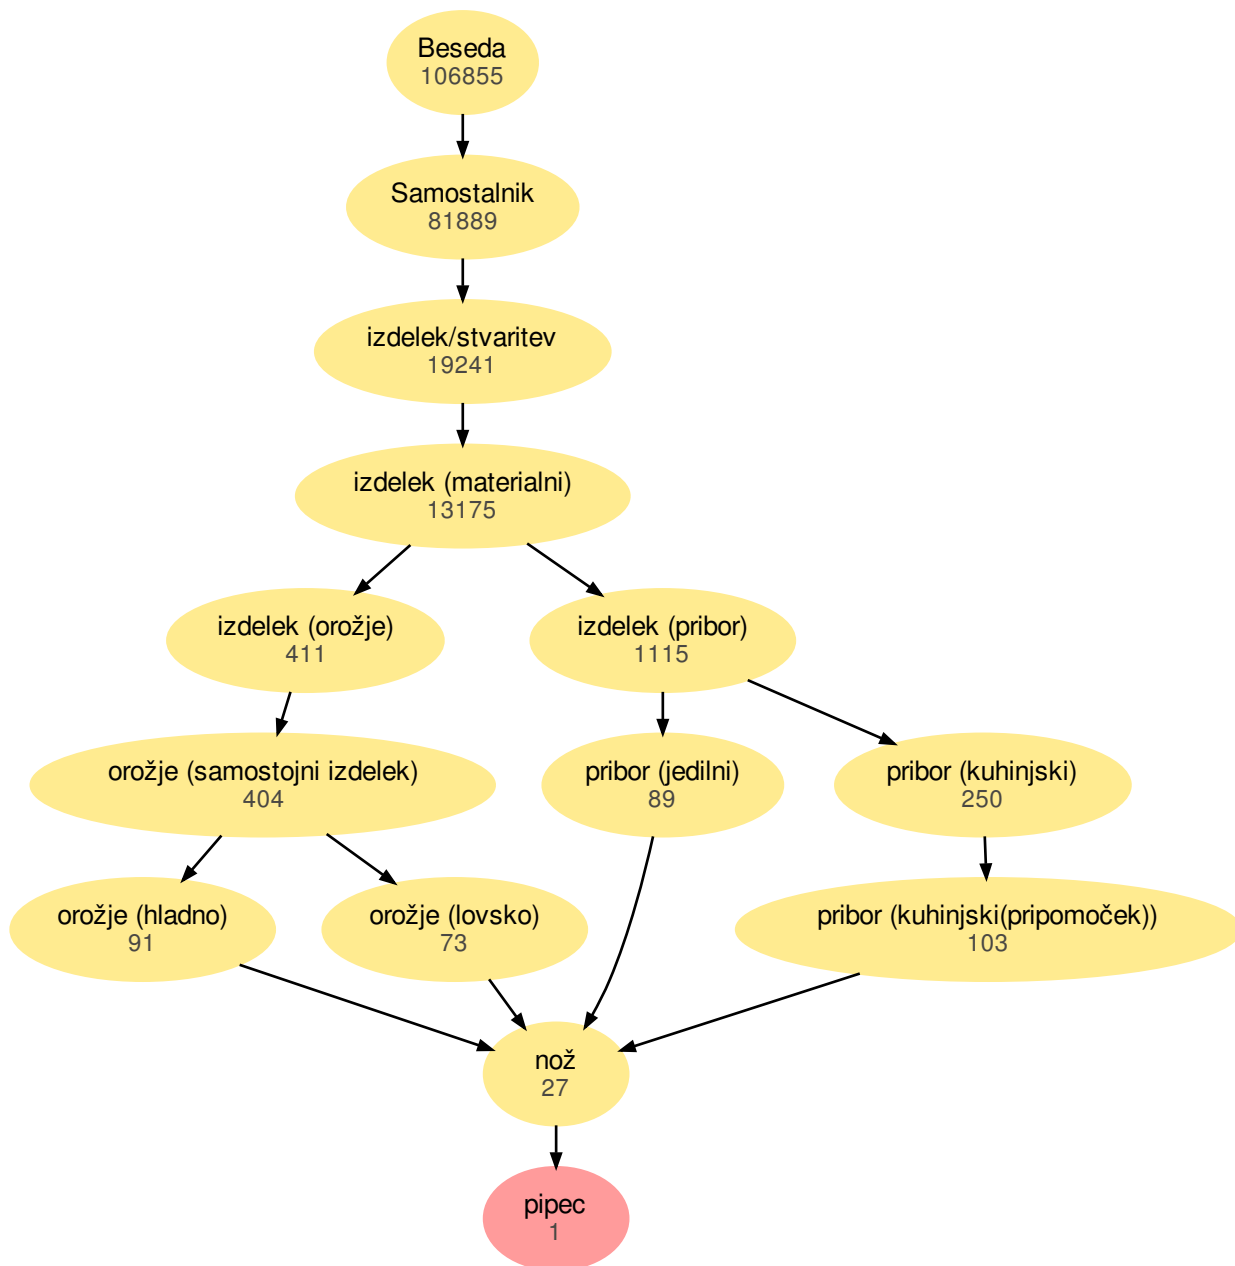 Beseda
106855
Samostalnik
81889
izdelek/stvaritev
19241
izdelek (materialni)
13175
izdelek (orožje)
411
izdelek (pribor)
1115
orožje (samostojni izdelek)
404
pribor (jedilni)
89
pribor (kuhinjski)
250
orožje (hladno)
91
orožje (lovsko)
73
pribor (kuhinjski(pripomoček))
103
nož
27
pipec
1